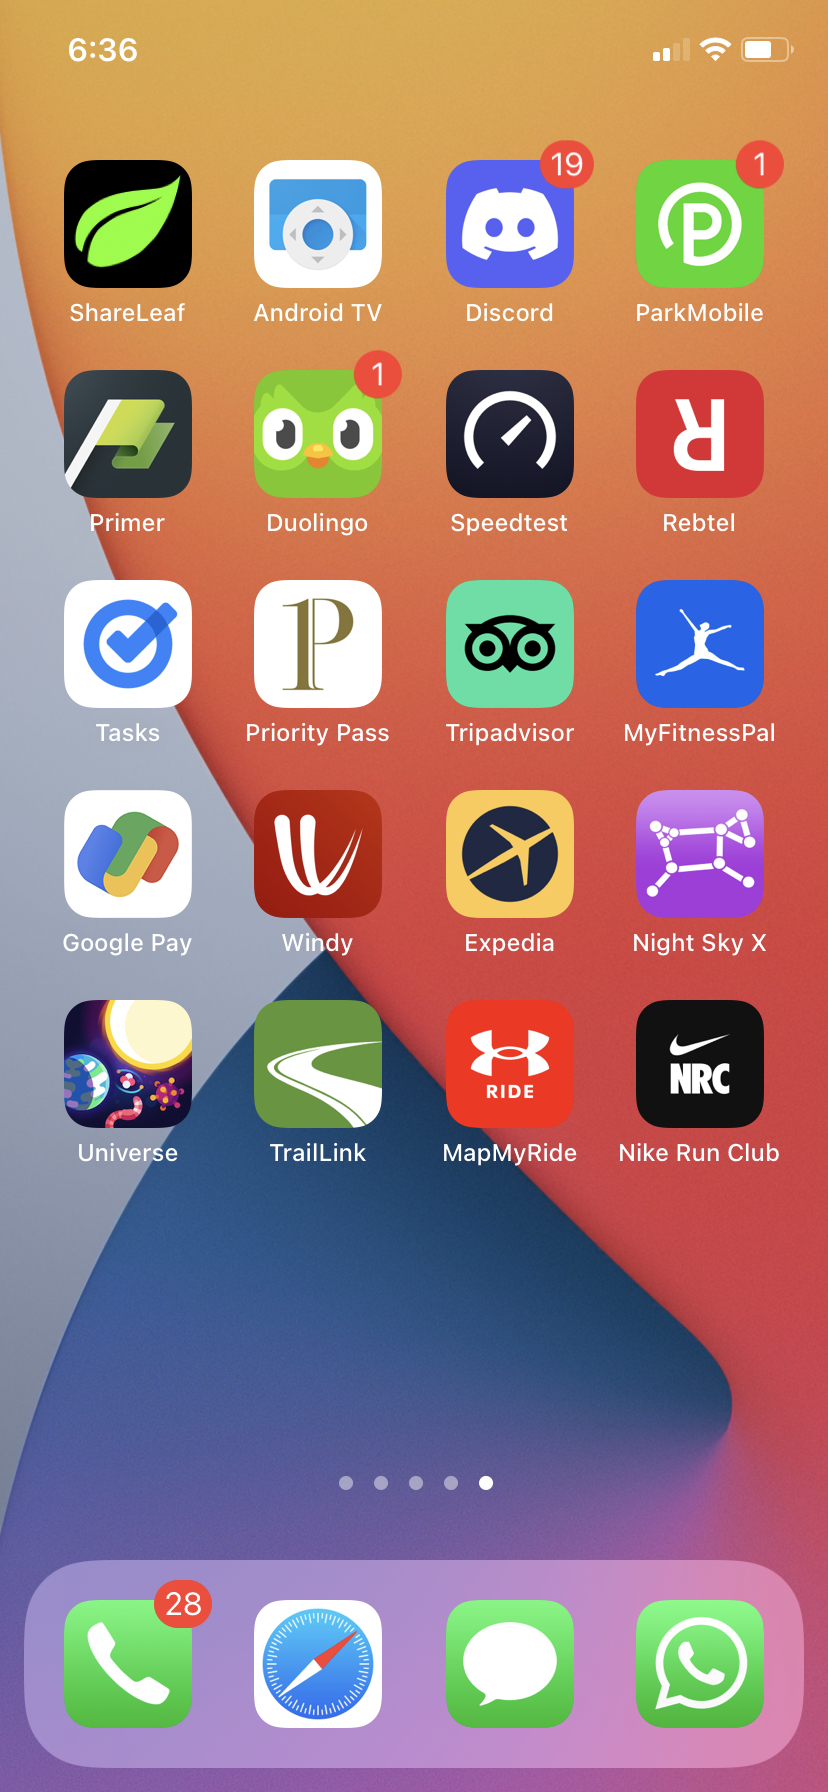 6:36
19
1
ShareLeaf
Android TV
Discord
ParkMobile
1
R
Primer
Duolingo
Speedtest
Rebtel
P
Tasks
Priority Pass
Tripadvisor
MyFitnessPal
Google Pay
Windy
Expedia
Night Sky X
RIDE
NRC
Universe
TrailLink
MapMyRide
Nike Run Club
28